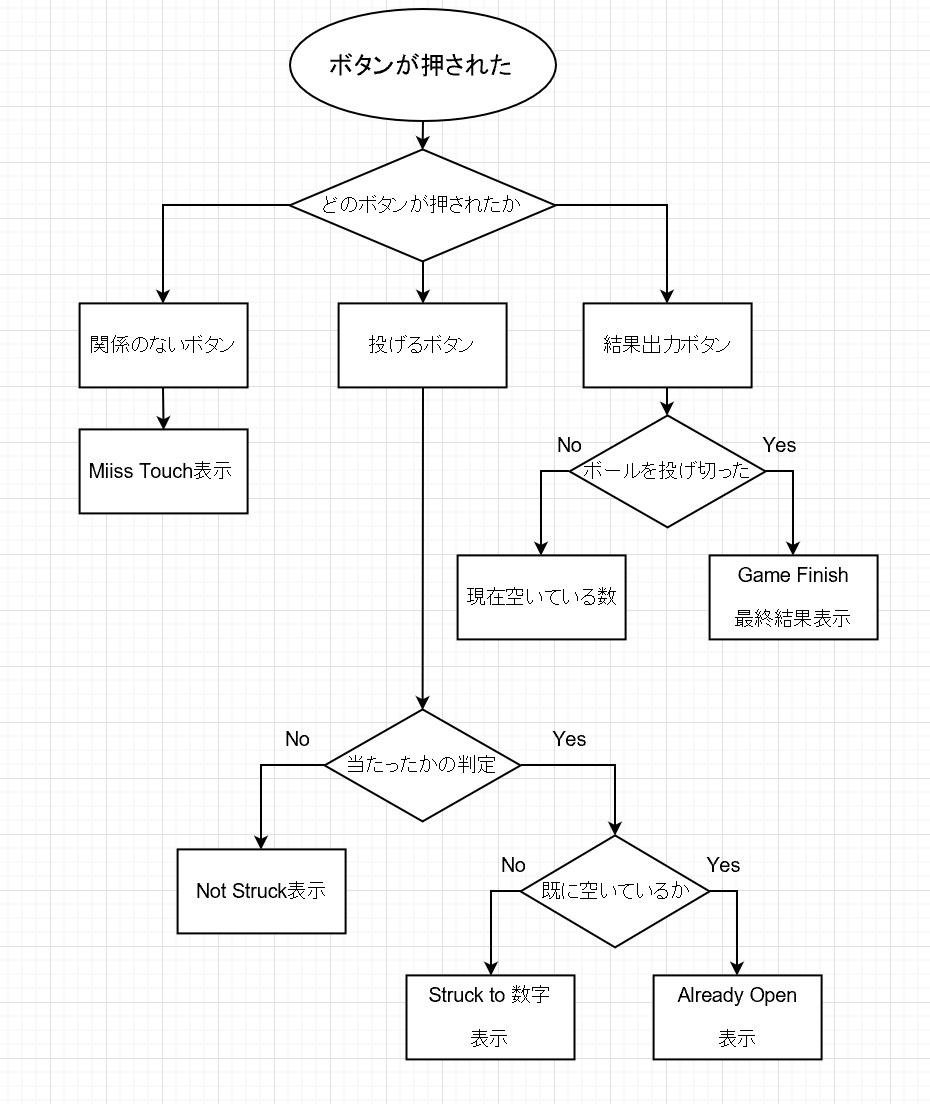 ボタンが押された
どのボタンが押されたか
関係のないボタン
投げるボタン
結果出力ボタン
Miiss Touch表示
No
Yes
ボールを投げ切った
現在空いている数
Game Finish
最終結果表示
No
Yes
当たったかの判定
Not Struck表示
No
Yes
既に空いているか
Struck to 数字
表示
Already Open
表示